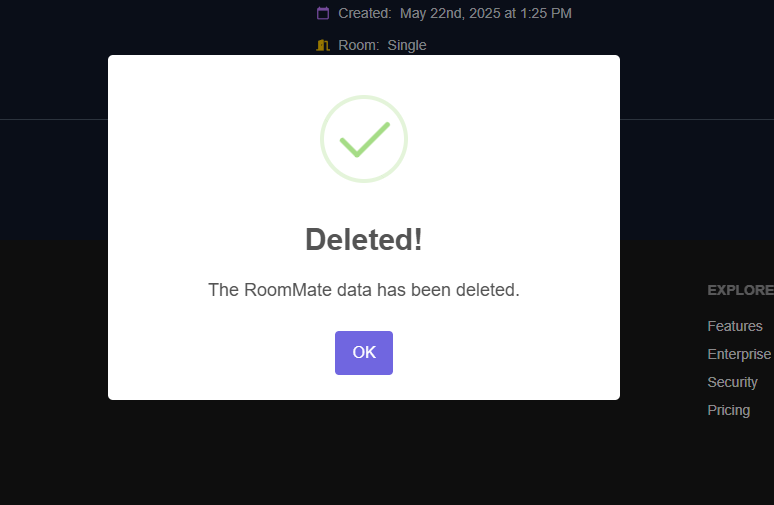 Created: May 22nd, 2025 at 1:25 PM
Room: Single
Deleted!
The RoomMate data has been deleted.
OK
EXPLORE
Features
Enterprise
Security
Pricing